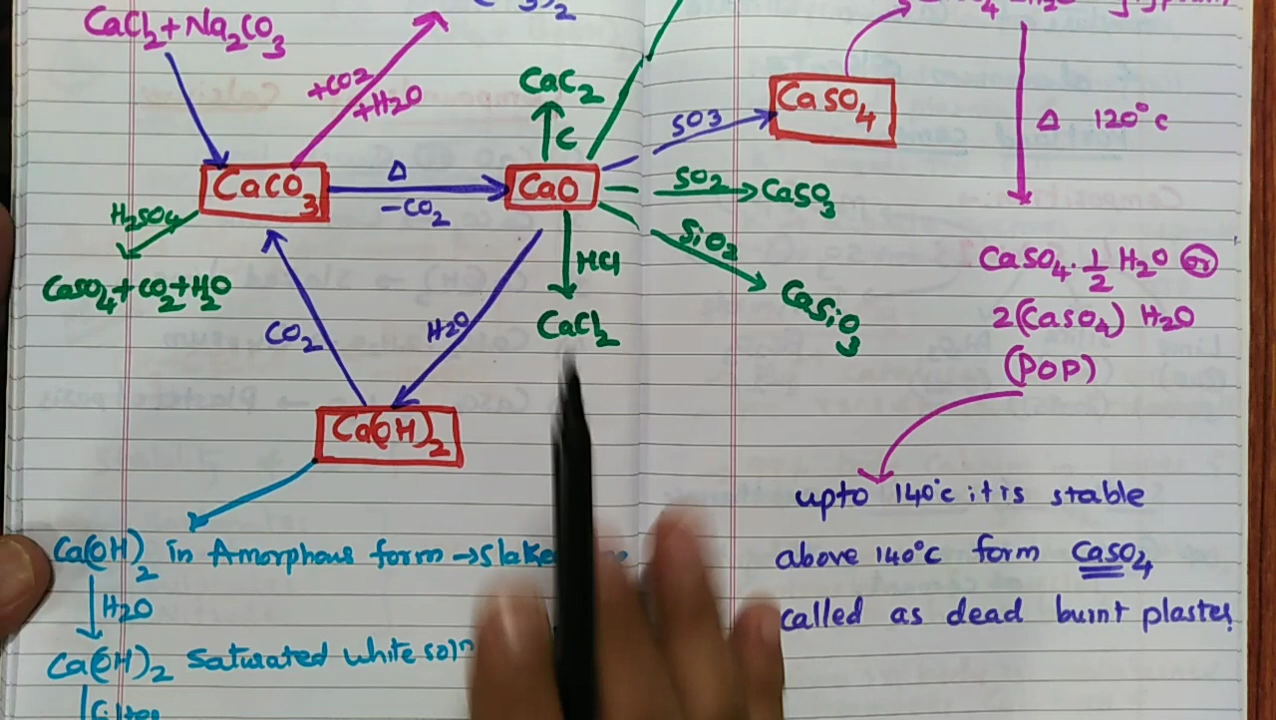 CaCl2 + Na2CO3
+CO2
+H2O
CaC2
C
SO3
CaSO4
Δ 120°C
CaCO3
Δ
-CO2
CaO
SO2
CaSO3
H2SO4
CaSO4 + CO2 + H2O
HCl
CaCl2
SiO2
CaSiO3
CO2
H2O
Ca(OH)2
CaSO4.1/2 H2O or
2(CaSO4) H2O
(POP)
upto 140°C it is stable
above 140°C form CaSO4
called as dead burnt plaster
Ca(OH)2 in Amorphous form → Slake
H2O
Ca(OH)2 saturated white soln